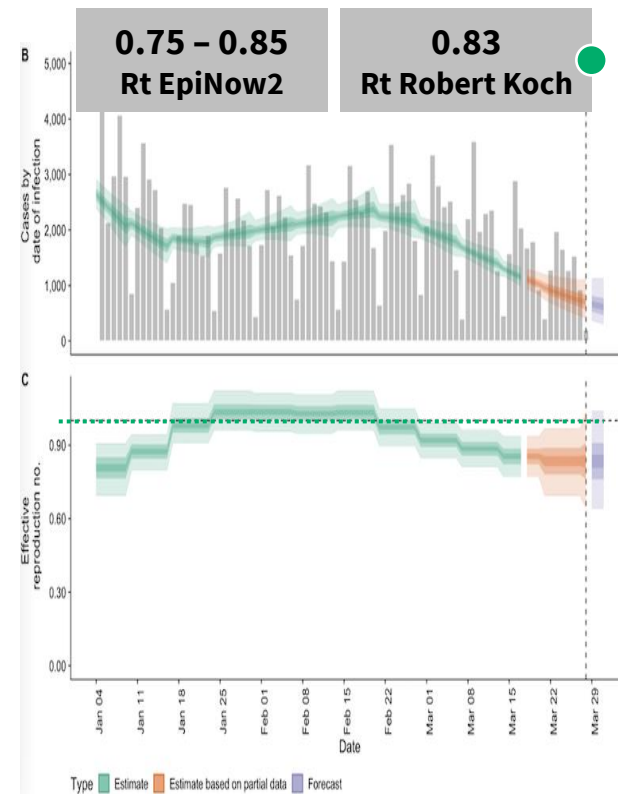 0.75 – 0.85
Rt EpiNow2
0.83
Rt Robert Koch
B
5,000
4,000
3,000
2,000
1,000
0
Cases by
date of infection
C
0.90
0.60
0.30
0.00
Effective
reproduction no.
Jan 04
Jan 11
Jan 18
Jan 25
Feb 01
Feb 08
Feb 15
Feb 22
Mar 01
Mar 08
Mar 15
Mar 22
Mar 29
Date
Type Estimate Estimate based on partial data Forecast